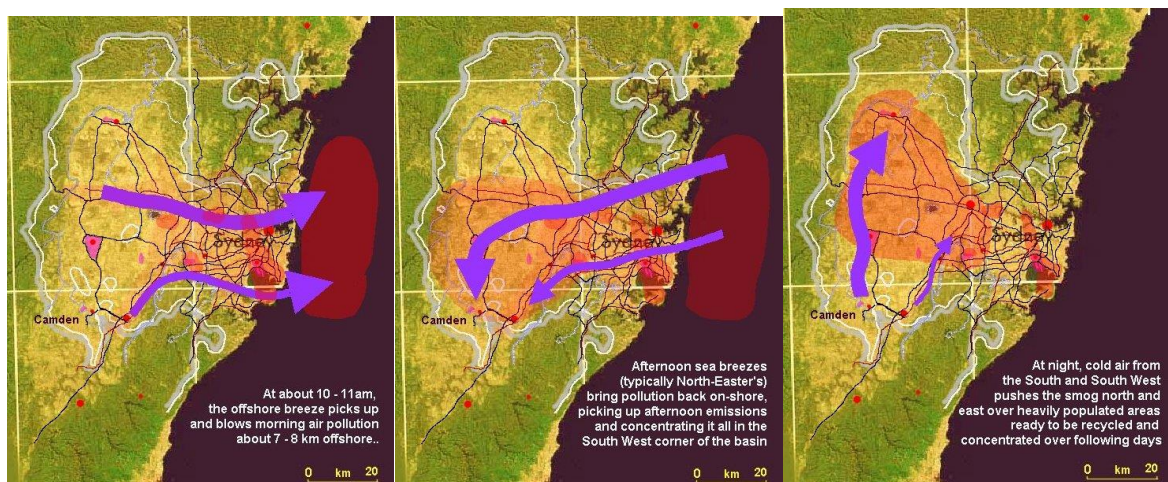 Sydney
Camden
At about 10 - 11am,
the offshore breeze picks up
and blows morning air pollution
about 7 - 8 km offshore..
0 km 20
Sydney
Camden
Afternoon sea breezes
(typically North-Easter's)
bring pollution back on-shore,
picking up afternoon emissions
and concentrating it all in
the South West corner of the basin
0 km 20
Sydney
Camden
At night, cold air from
the South and South West
pushes the smog north and
east over heavily populated areas
ready to be recycled and
concentrated over following days
0 km 20